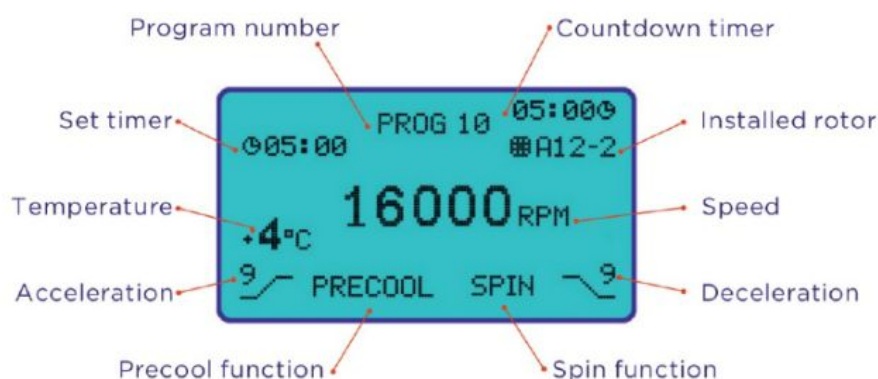 Program number
Countdown timer
Set timer
PROG 10
05:00
Installed rotor
05:00
A12-2
Temperature
16000 RPM
Speed
+4°C
Acceleration
9
PRECOOL
SPIN
9
Deceleration
Precool function
Spin function